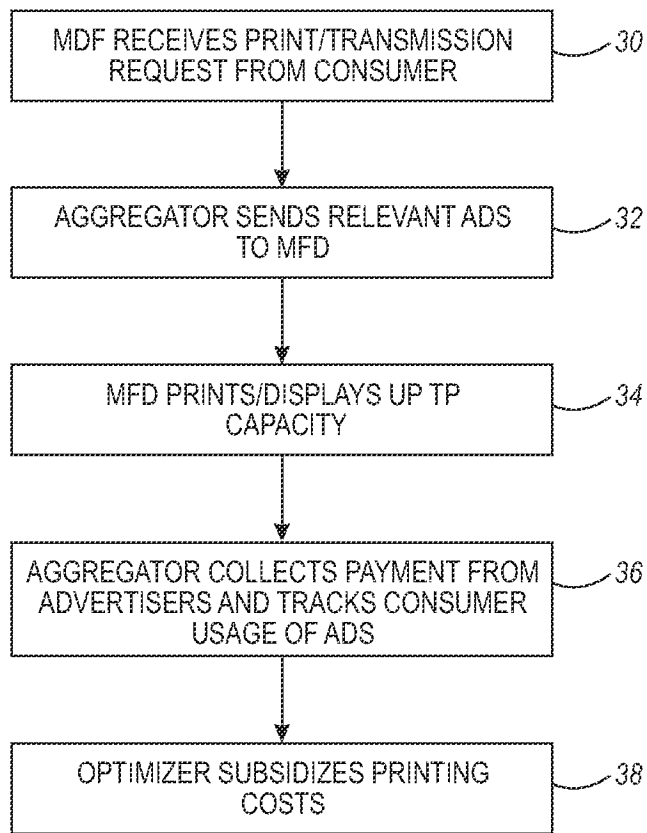 MDF RECEIVES PRINT/TRANSMISSION
REQUEST FROM CONSUMER
30
AGGREGATOR SENDS RELEVANT ADS
TO MFD
32
MFD PRINTS/DISPLAYS UP TP
CAPACITY
34
AGGREGATOR COLLECTS PAYMENT FROM
ADVERTISERS AND TRACKS CONSUMER
USAGE OF ADS
36
OPTIMIZER SUBSIDIZES PRINTING
COSTS
38